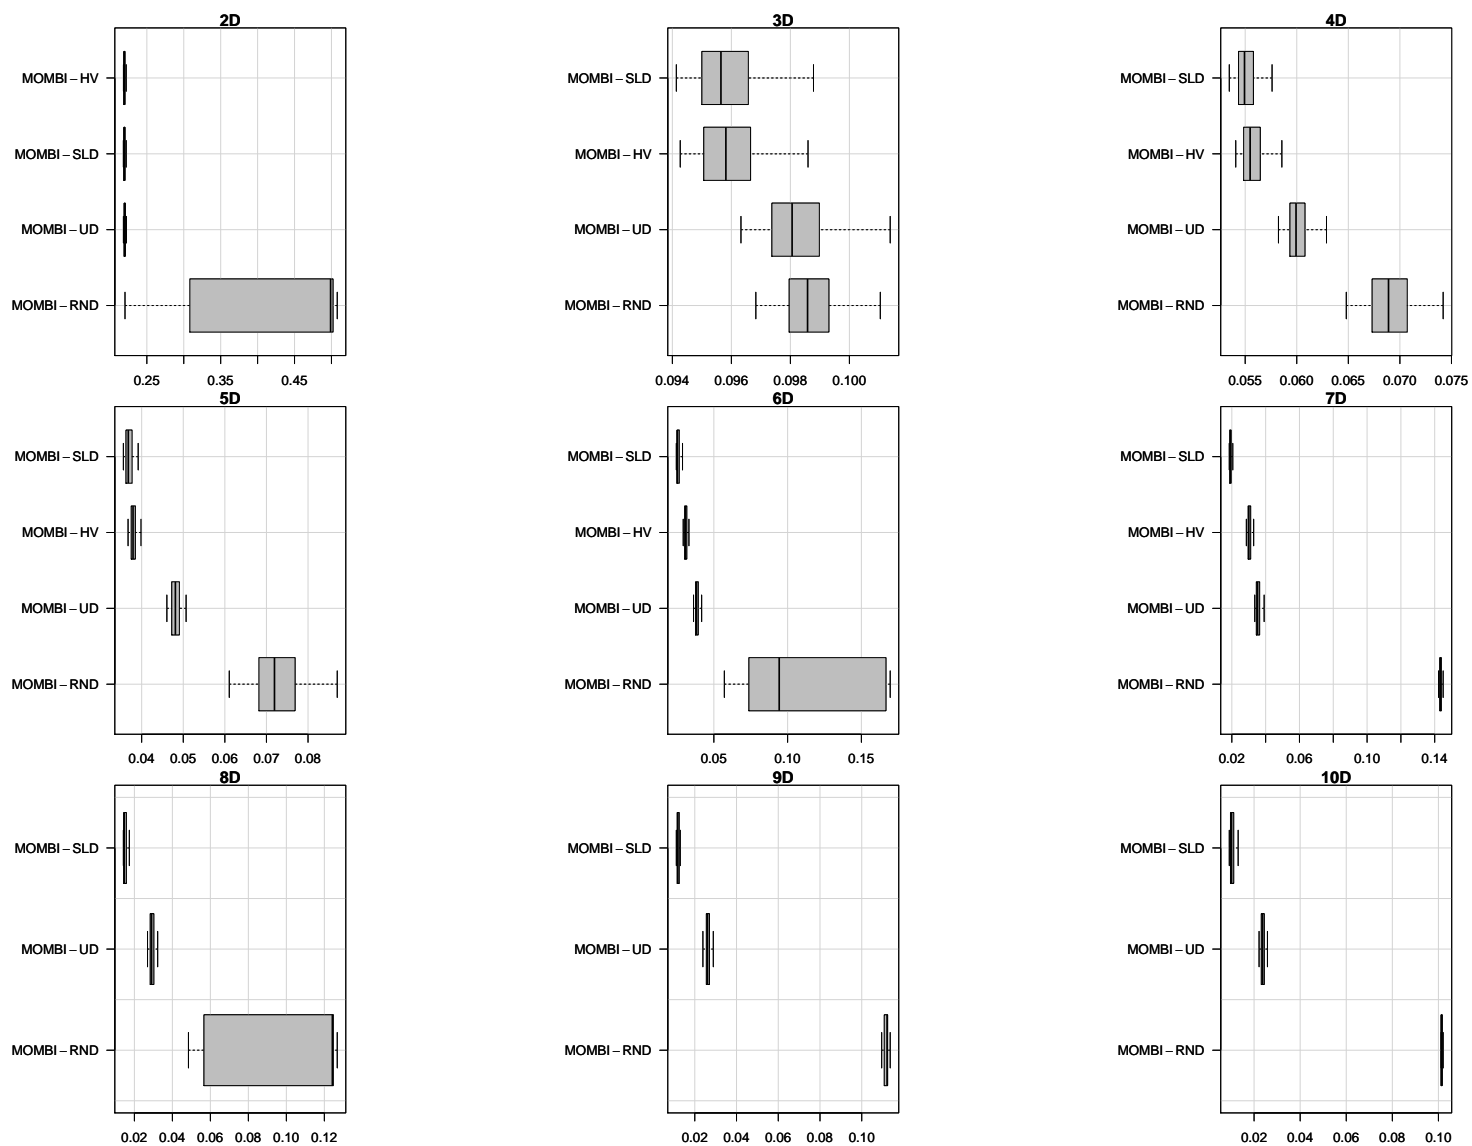 2D
MOMBI−HV
MOMBI−SLD
MOMBI−UD
MOMBI−RND
0.25 0.35 0.45
3D
MOMBI−SLD
MOMBI−HV
MOMBI−UD
MOMBI−RND
0.094 0.096 0.098 0.100
4D
MOMBI−SLD
MOMBI−HV
MOMBI−UD
MOMBI−RND
0.055 0.060 0.065 0.070 0.075
5D
MOMBI−SLD
MOMBI−HV
MOMBI−UD
MOMBI−RND
0.04 0.05 0.06 0.07 0.08
6D
MOMBI−SLD
MOMBI−HV
MOMBI−UD
MOMBI−RND
0.05 0.10 0.15
7D
MOMBI−SLD
MOMBI−HV
MOMBI−UD
MOMBI−RND
0.02 0.06 0.10 0.14
8D
MOMBI−SLD
MOMBI−UD
MOMBI−RND
0.02 0.04 0.06 0.08 0.10 0.12
9D
MOMBI−SLD
MOMBI−UD
MOMBI−RND
0.02 0.04 0.06 0.08 0.10
10D
MOMBI−SLD
MOMBI−UD
MOMBI−RND
0.02 0.04 0.06 0.08 0.10